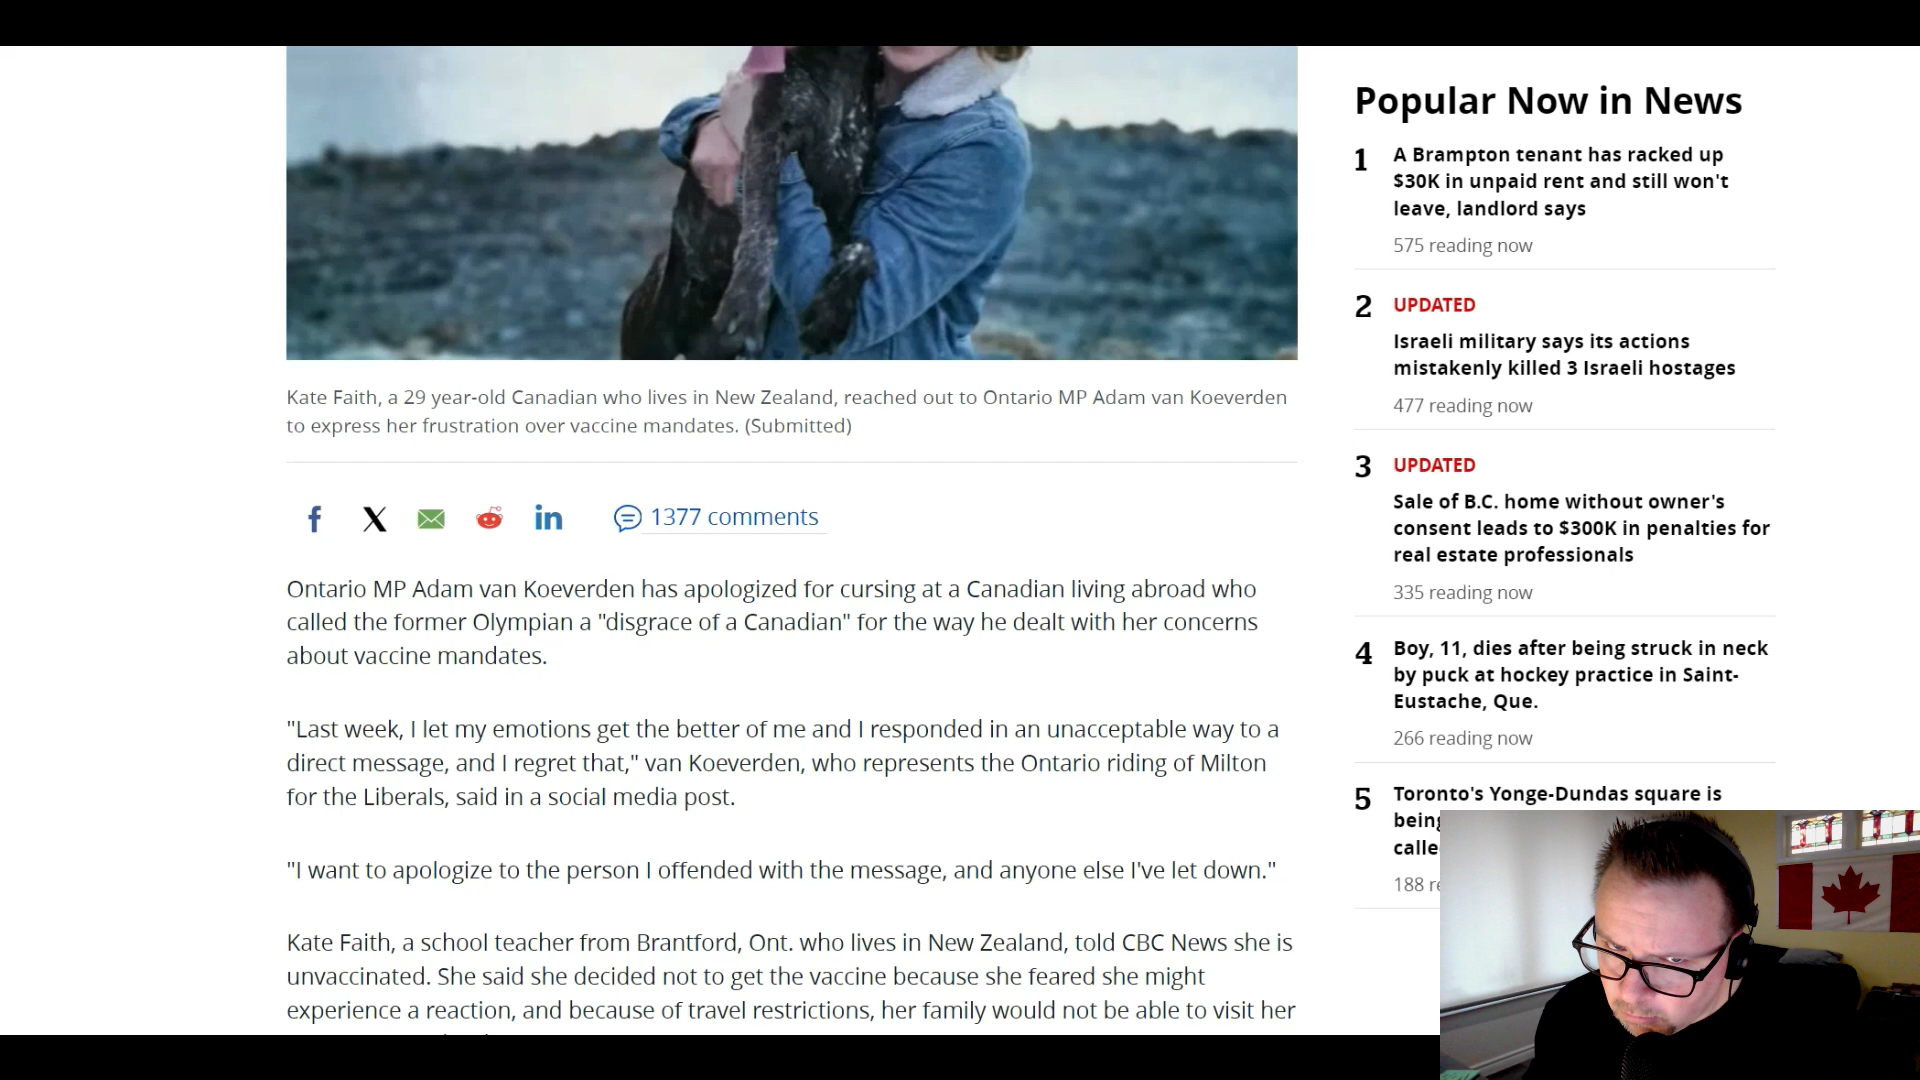 Kate Faith, a 29 year-old Canadian who lives in New Zealand, reached out to Ontario MP Adam van Koeverden
to express her frustration over vaccine mandates. (Submitted)
1377 comments
Ontario MP Adam van Koeverden has apologized for cursing at a Canadian living abroad who
called the former Olympian a "disgrace of a Canadian" for the way he dealt with her concerns
about vaccine mandates.
"Last week, I let my emotions get the better of me and I responded in an unacceptable way to a
direct message, and I regret that," van Koeverden, who represents the Ontario riding of Milton
for the Liberals, said in a social media post.
"I want to apologize to the person I offended with the message, and anyone else I've let down."
Kate Faith, a school teacher from Brantford, Ont. who lives in New Zealand, told CBC News she is
unvaccinated. She said she decided not to get the vaccine because she feared she might
experience a reaction, and because of travel restrictions, her family would not be able to visit her
Popular Now in News
1
A Brampton tenant has racked up
$30K in unpaid rent and still won't
leave, landlord says
575 reading now
2
UPDATED
Israeli military says its actions
mistakenly killed 3 Israeli hostages
477 reading now
3
UPDATED
Sale of B.C. home without owner's
consent leads to $300K in penalties for
real estate professionals
335 reading now
4
Boy, 11, dies after being struck in neck
by puck at hockey practice in Saint-
Eustache, Que.
266 reading now
5
Toronto's Yonge-Dundas square is
being
calle
188 re